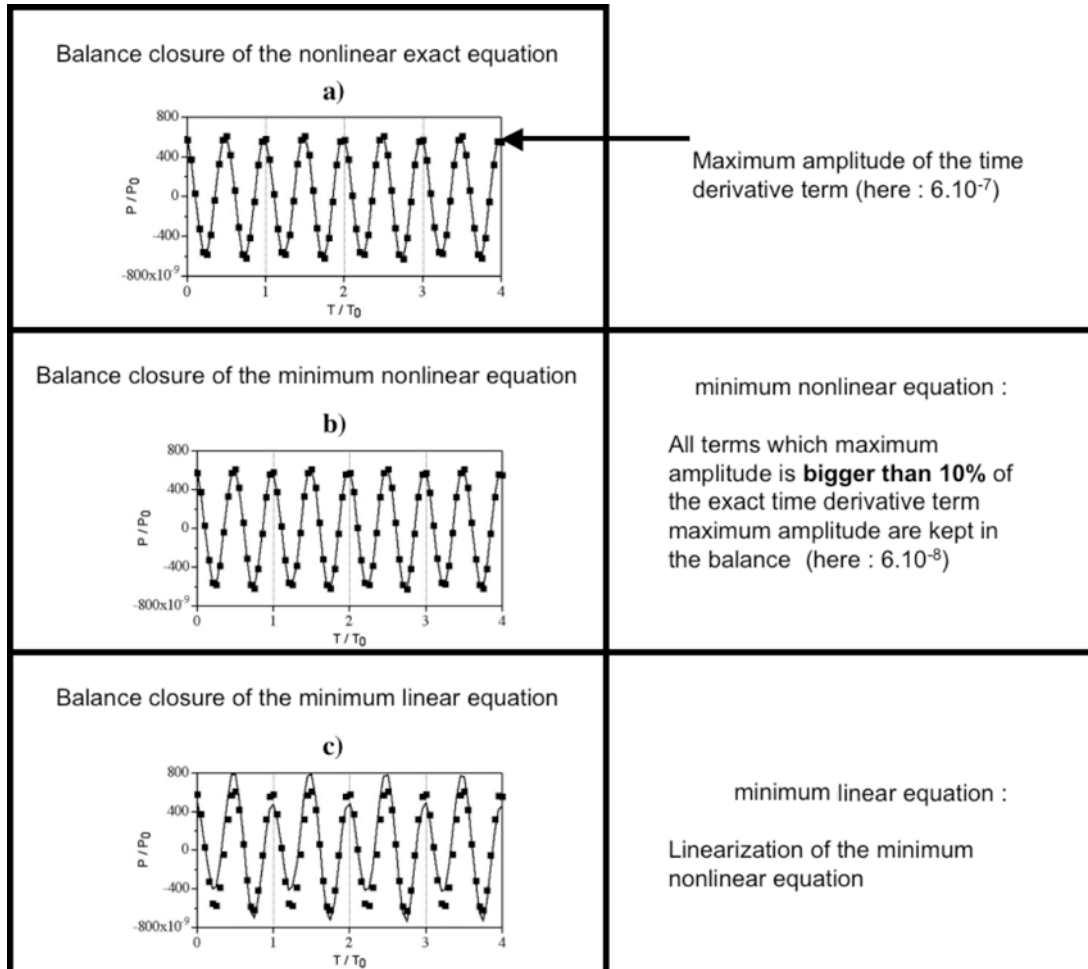 Balance closure of the nonlinear exact equation
a)
800
400
0
-400
-800x10⁻⁹
P / P₀
0 1 2 3 4
T / T₀
Maximum amplitude of the time
derivative term (here : 6.10⁻⁷)
Balance closure of the minimum nonlinear equation
b)
800
400
0
-400
-800x10⁻⁹
P / P₀
0 1 2 3 4
T / T₀
minimum nonlinear equation :
All terms which maximum
amplitude is bigger than 10% of
the exact time derivative term
maximum amplitude are kept in
the balance (here : 6.10⁻⁸)
Balance closure of the minimum linear equation
c)
800
400
0
-400
-800x10⁻⁹
P / P₀
0 1 2 3 4
T / T₀
minimum linear equation :
Linearization of the minimum
nonlinear equation